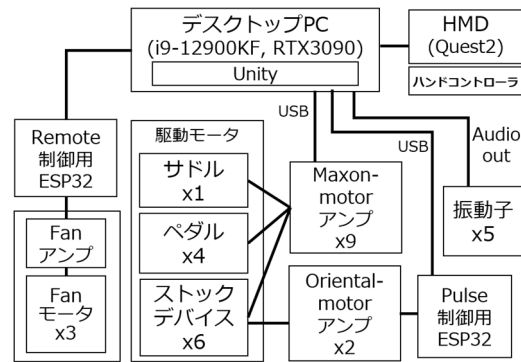 デスクトップPC
(i9-12900KF, RTX3090)
Unity
HMD
(Quest2)
ハンドコントローラ
USB
USB
Audio
out
Remote
制御用
ESP32
駆動モータ
サドル
x1
ペダル
x4
ストック
デバイス
x6
Maxon-
motor
アンプ
x9
振動子
x5
Fan
アンプ
Fan
モータ
x3
Oriental-
motor
アンプ
x2
Pulse
制御用
ESP32